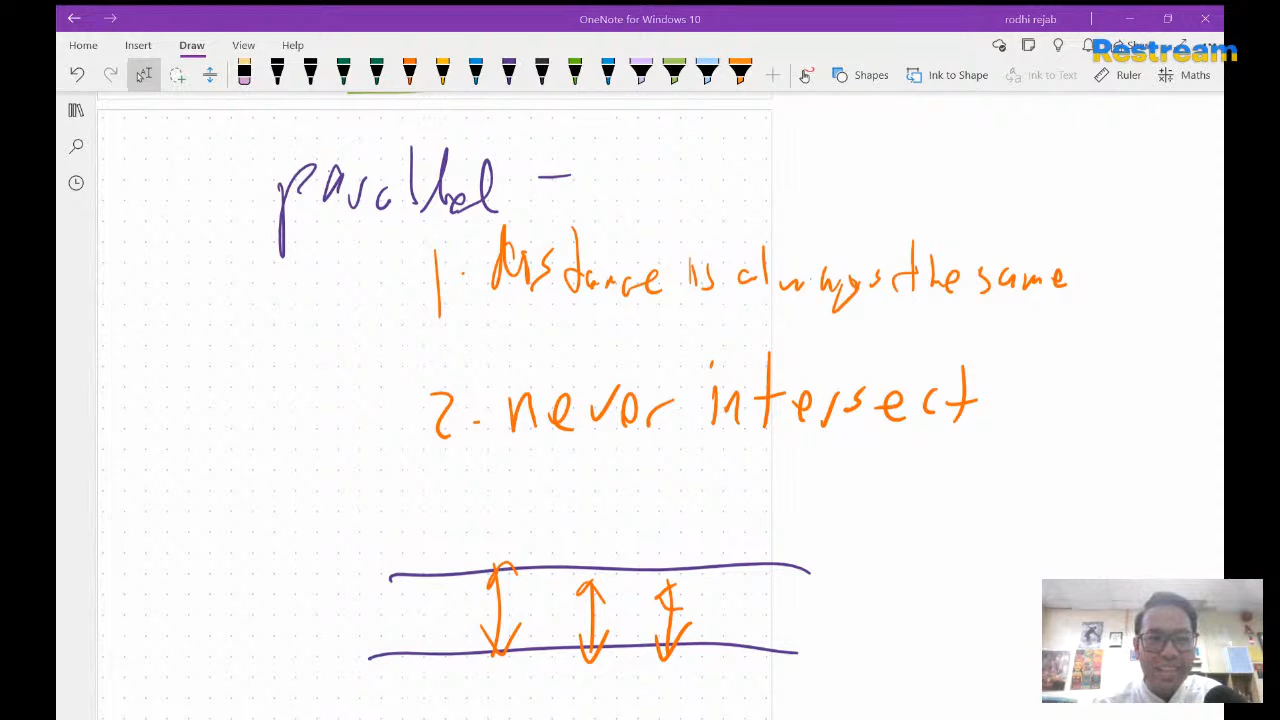 OneNote for Windows 10
rodhi rejab
Home Insert Draw View Help
Share
Restream
Shapes Ink to Shape Ink to Text Ruler Maths
parallel -
1. Distance is always the same
2. never intersect